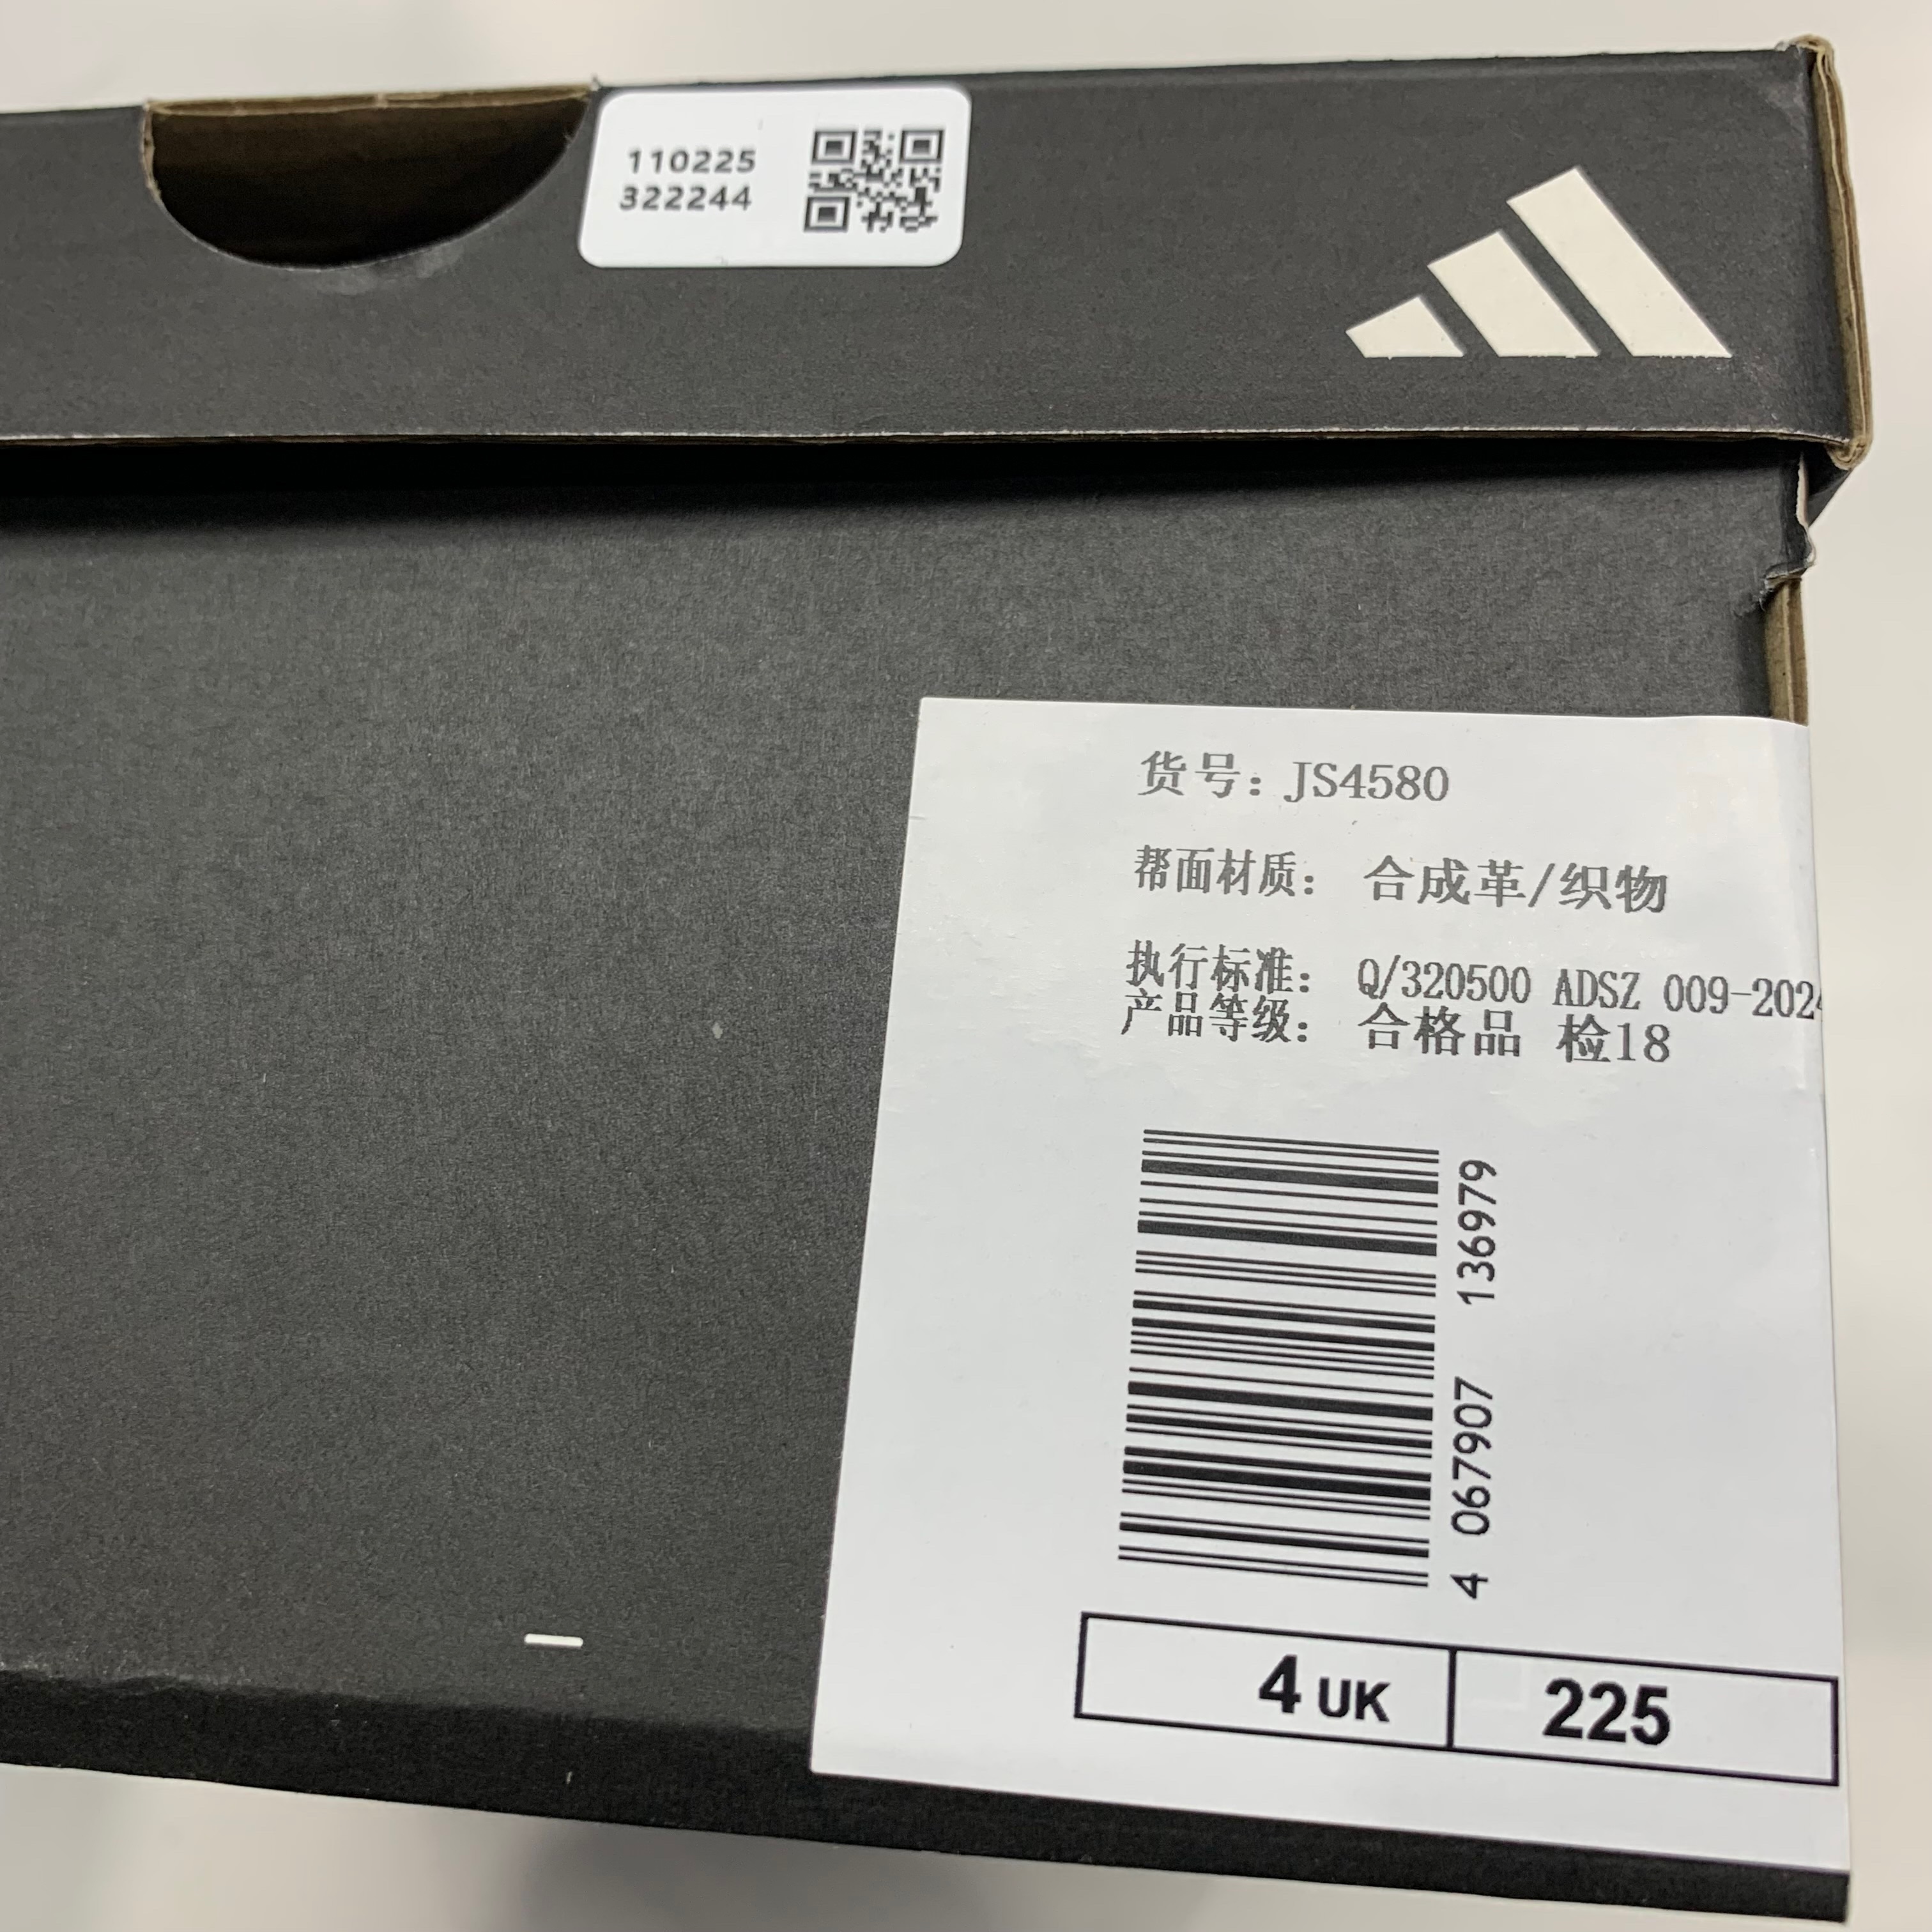 110225
322244
货号: JS4580
帮面材质: 合成革/织物
执行标准: Q/320500 ADSZ 009-2024
产品等级: 合格品 检18
4 067907 136979
4 UK 225